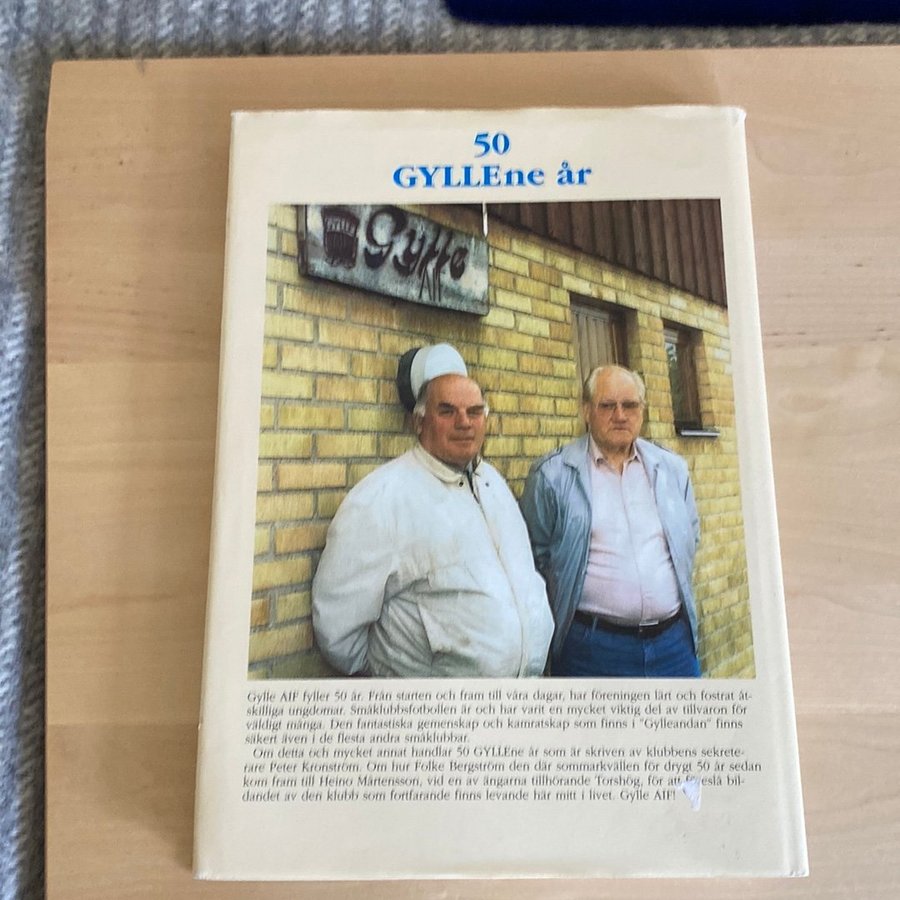 50
GYLLEne år
Gylle
AIF
Gylle AIF fyller 50 år. Från starten och fram till våra dagar, har föreningen lärt och fostrat åt-
skilliga ungdomar. Småklubbsfotbollen är och har varit en mycket viktig del av tillvaron för
väldigt många. Den fantastiska gemenskap och kamratskap som finns i "Gylleandan" finns
säkert även i de flesta andra småklubbar.
Om detta och mycket annat handlar 50 GYLLEne år som är skriven av klubbens sekrete-
rare Peter Kronström. Om hur Folke Bergström den där sommarkvällen för drygt 50 år sedan
kom fram till Heino Mårtensson, vid en av ängarna tillhörande Torshög, för att föreslå bil-
dandet av den klubb som fortfarande finns levande här mitt i livet. Gylle AIF!